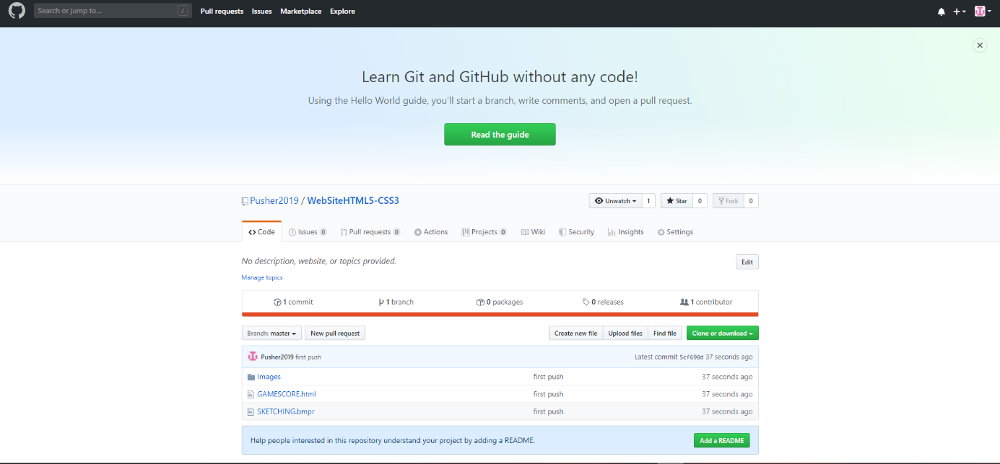 Search or jump to... / Pull requests Issues Marketplace Explore
Learn Git and GitHub without any code!
Using the Hello World guide, you'll start a branch, write comments, and open a pull request.
Read the guide
Pusher2019 / WebSiteHTML5-CSS3 Unwatch 1 Star 0 Fork 0
Code Issues 0 Pull requests 0 Actions Projects 0 Wiki Security Insights Settings
No description, website, or topics provided. Edit
Manage topics
1 commit 1 branch 0 packages 0 releases 1 contributor
Branch: master New pull request Create new file Upload files Find file Clone or download
Pusher2019 first push Latest commit 5cf690d 37 seconds ago
Images first push 37 seconds ago
GAMESCORE.html first push 37 seconds ago
SKETCHING.bmpr first push 37 seconds ago
Help people interested in this repository understand your project by adding a README. Add a README